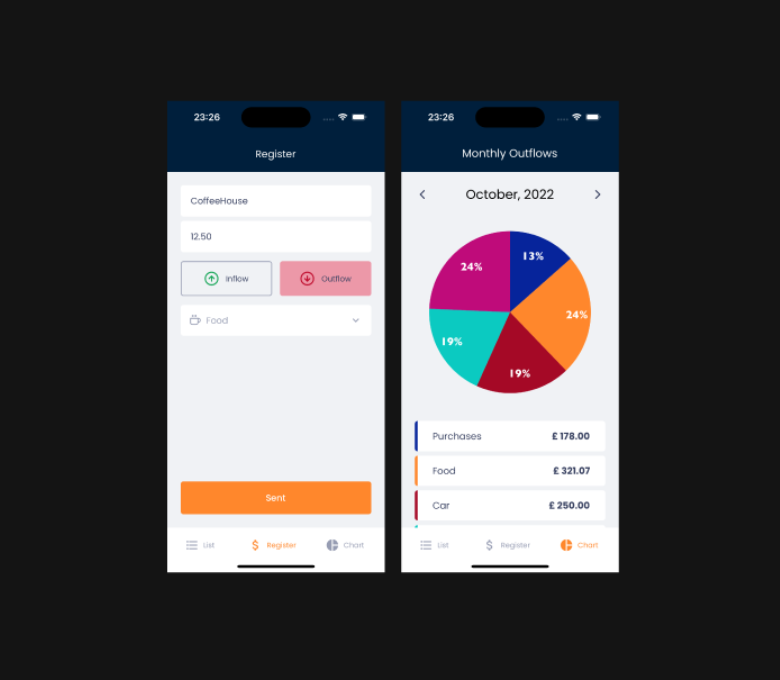 23:26
Register
CoffeeHouse
12.50
Inflow
Outflow
Food
Sent
List
$ Register
Chart
23:26
Monthly Outflows
October, 2022
13%
24%
24%
19%
19%
Purchases
£ 178.00
Food
£ 321.07
Car
£ 250.00
List
$ Register
Chart